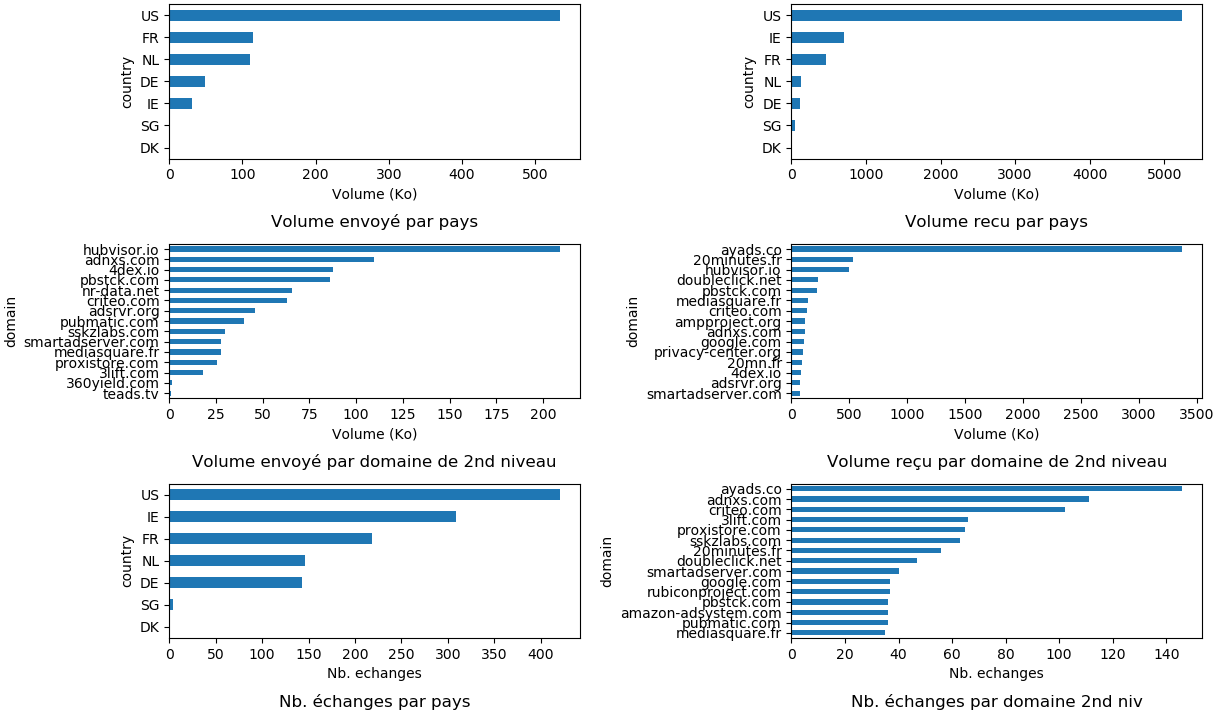 US
FR
NL
DE
IE
SG
DK
country
0 100 200 300 400 500
Volume (Ko)
Volume envoyé par pays
US
IE
FR
NL
DE
SG
DK
country
0 1000 2000 3000 4000 5000
Volume (Ko)
Volume recu par pays
hubvisor.io
adnxs.com
4dex.io
pbstck.com
nr-data.net
criteo.com
adsrvr.org
pubmatic.com
sskzlabs.com
smartadserver.com
mediasquare.fr
proxistore.com
3lift.com
360yield.com
teads.tv
domain
0 25 50 75 100 125 150 175 200
Volume (Ko)
Volume envoyé par domaine de 2nd niveau
ayads.co
20minutes.fr
hubvisor.io
doubleclick.net
pbstck.com
mediasquare.fr
criteo.com
ampproject.org
adnxs.com
google.com
privacy-center.org
20mn.fr
4dex.io
adsrvr.org
smartadserver.com
domain
0 500 1000 1500 2000 2500 3000 3500
Volume (Ko)
Volume reçu par domaine de 2nd niveau
US
IE
FR
NL
DE
SG
DK
country
0 50 100 150 200 250 300 350 400
Nb. echanges
Nb. échanges par pays
ayads.co
adnxs.com
criteo.com
3lift.com
proxistore.com
sskzlabs.com
20minutes.fr
doubleclick.net
smartadserver.com
google.com
rubiconproject.com
pbstck.com
amazon-adsystem.com
pubmatic.com
mediasquare.fr
domain
0 20 40 60 80 100 120 140
Nb. echanges
Nb. échanges par domaine 2nd niv